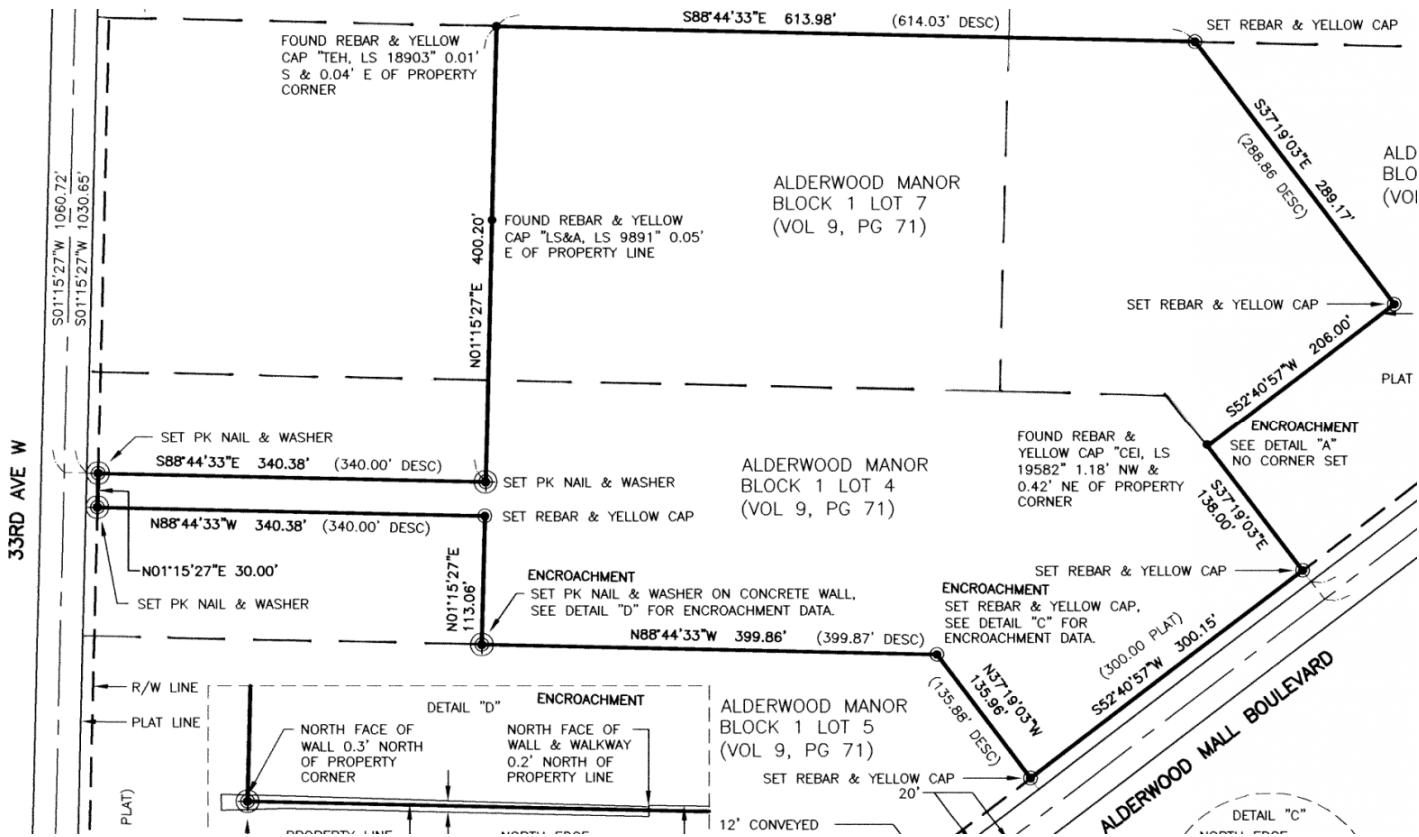 S88°44'33"E 613.98' (614.03' DESC)
SET REBAR & YELLOW CAP
FOUND REBAR & YELLOW
CAP "TEH, LS 18903" 0.01'
S & 0.04' E OF PROPERTY
CORNER
S01°15'27"W 1060.72'
S01°15'27"W 1030.65'
N01°15'27"E 400.20'
FOUND REBAR & YELLOW
CAP "LS&A, LS 9891" 0.05'
E OF PROPERTY LINE
ALDERWOOD MANOR
BLOCK 1 LOT 7
(VOL 9, PG 71)
S37°19'03"E 289.17'
(288.86 DESC)
ALD
BLO
(VOL
SET REBAR & YELLOW CAP
S52°40'57"W 206.00'
PLAT
33RD AVE W
SET PK NAIL & WASHER
S88°44'33"E 340.38' (340.00' DESC)
SET PK NAIL & WASHER
N88°44'33"W 340.38' (340.00' DESC)
SET REBAR & YELLOW CAP
N01°15'27"E 30.00'
SET PK NAIL & WASHER
ALDERWOOD MANOR
BLOCK 1 LOT 4
(VOL 9, PG 71)
FOUND REBAR &
YELLOW CAP "CEI, LS
19582" 1.18' NW &
0.42' NE OF PROPERTY
CORNER
ENCROACHMENT
SEE DETAIL "A"
NO CORNER SET
S37°19'03"E
138.00'
SET REBAR & YELLOW CAP
N01°15'27"E
113.06'
ENCROACHMENT
SET PK NAIL & WASHER ON CONCRETE WALL,
SEE DETAIL "D" FOR ENCROACHMENT DATA.
N88°44'33"W 399.86' (399.87' DESC)
ENCROACHMENT
SET REBAR & YELLOW CAP,
SEE DETAIL "C" FOR
ENCROACHMENT DATA.
N37°19'03"W
135.96'
(135.88' DESC)
(300.00 PLAT)
S52°40'57"W 300.15'
ALDERWOOD MALL BOULEVARD
R/W LINE
PLAT LINE
PLAT)
DETAIL "D"
ENCROACHMENT
NORTH FACE OF
WALL 0.3' NORTH
OF PROPERTY
CORNER
NORTH FACE OF
WALL & WALKWAY
0.2' NORTH OF
PROPERTY LINE
ALDERWOOD MANOR
BLOCK 1 LOT 5
(VOL 9, PG 71)
SET REBAR & YELLOW CAP
20'
12' CONVEYED
PROPERTY LINE
NORTH EDGE
DETAIL "C"
NORTH EDGE